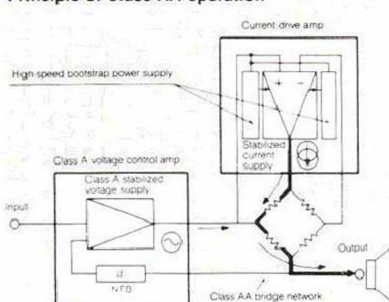 Principle of Class AA operation
Current drive amp
High-speed bootstrap power supply
+
-
Stabilized
current
supply
Class A voltage control amp
Class A stabilized
voltage supply
Input
Output
NFB
Class AA bridge network